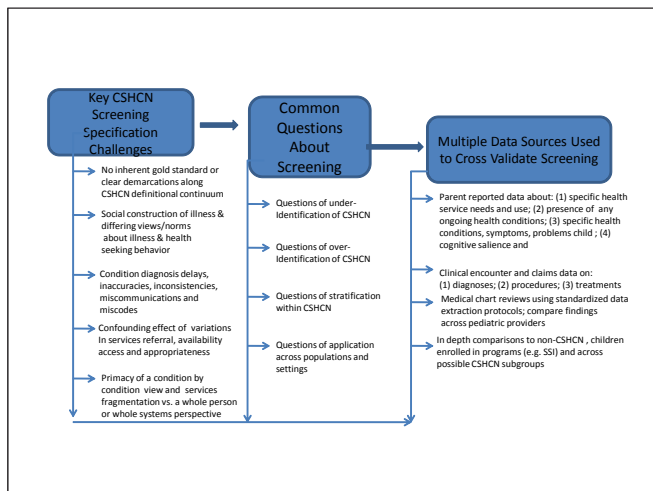 Key CSHCN
Screening
Specification
Challenges
No inherent gold standard or
clear demarcations along
CSHCN definitional continuum
Social construction of illness &
differing views/norms
about illness & health
seeking behavior
Condition diagnosis delays,
inaccuracies, inconsistencies,
miscommunications and
miscodes
Confounding effect of variations
In services referral, availability
access and appropriateness
Primacy of a condition by
condition view and services
fragmentation vs. a whole person
or whole systems perspective
Common
Questions
About
Screening
Questions of under-
Identification of CSHCN
Questions of over-
Identification of CSHCN
Questions of stratification
within CSHCN
Questions of application
across populations and
settings
Multiple Data Sources Used
to Cross Validate Screening
Parent reported data about: (1) specific health
service needs and use; (2) presence of any
ongoing health conditions; (3) specific health
conditions, symptoms, problems child ; (4)
cognitive salience and
Clinical encounter and claims data on:
(1) diagnoses; (2) procedures; (3) treatments
Medical chart reviews using standardized data
extraction protocols; compare findings
across pediatric providers
In depth comparisons to non-CSHCN , children
enrolled in programs (e.g. SSI) and across
possible CSHCN subgroups